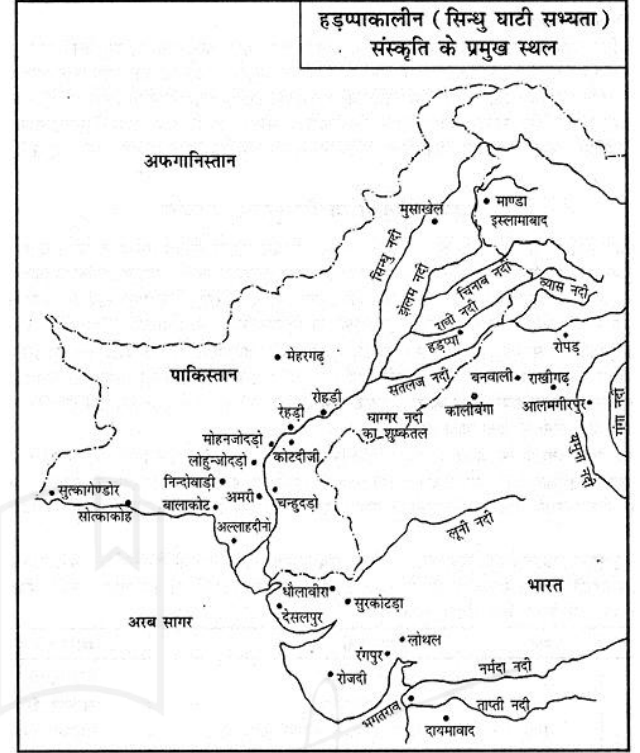 हड़प्पाकालीन ( सिन्धु घाटी सभ्यता )
संस्कृति के प्रमुख स्थल
अफगानिस्तान
मुसाखेल
माण्डा
इस्लामाबाद
सिन्धु नदी
झेलम नदी
चिनाब नदी
व्यास नदी
रावी नदी
हड़प्पा
रोपड़
मेहरगढ़
पाकिस्तान
सतलज नदी
बनवाली
राखीगढ़
रोहड़ी
कालीबंगा
आलमगीरपुर
गंगा नदी
रेहड़ी
घाग्गर नदी
का शुष्कतल
मोहनजोदड़ो
कोटदीजी
यमुना नदी
लोहुन्जोदड़ो
निन्दोवाड़ी
सुत्कागेण्डोर
अमरी
चन्हुदड़ो
सोत्काकोह
बालाकोट
अल्लाहदीनो
लूनी नदी
धौलावीरा
भारत
सुरकोटड़ा
देसलपुर
अरब सागर
लोथल
रंगपुर
रोजदी
नर्मदा नदी
भगतराव
ताप्ती नदी
दायमावाद